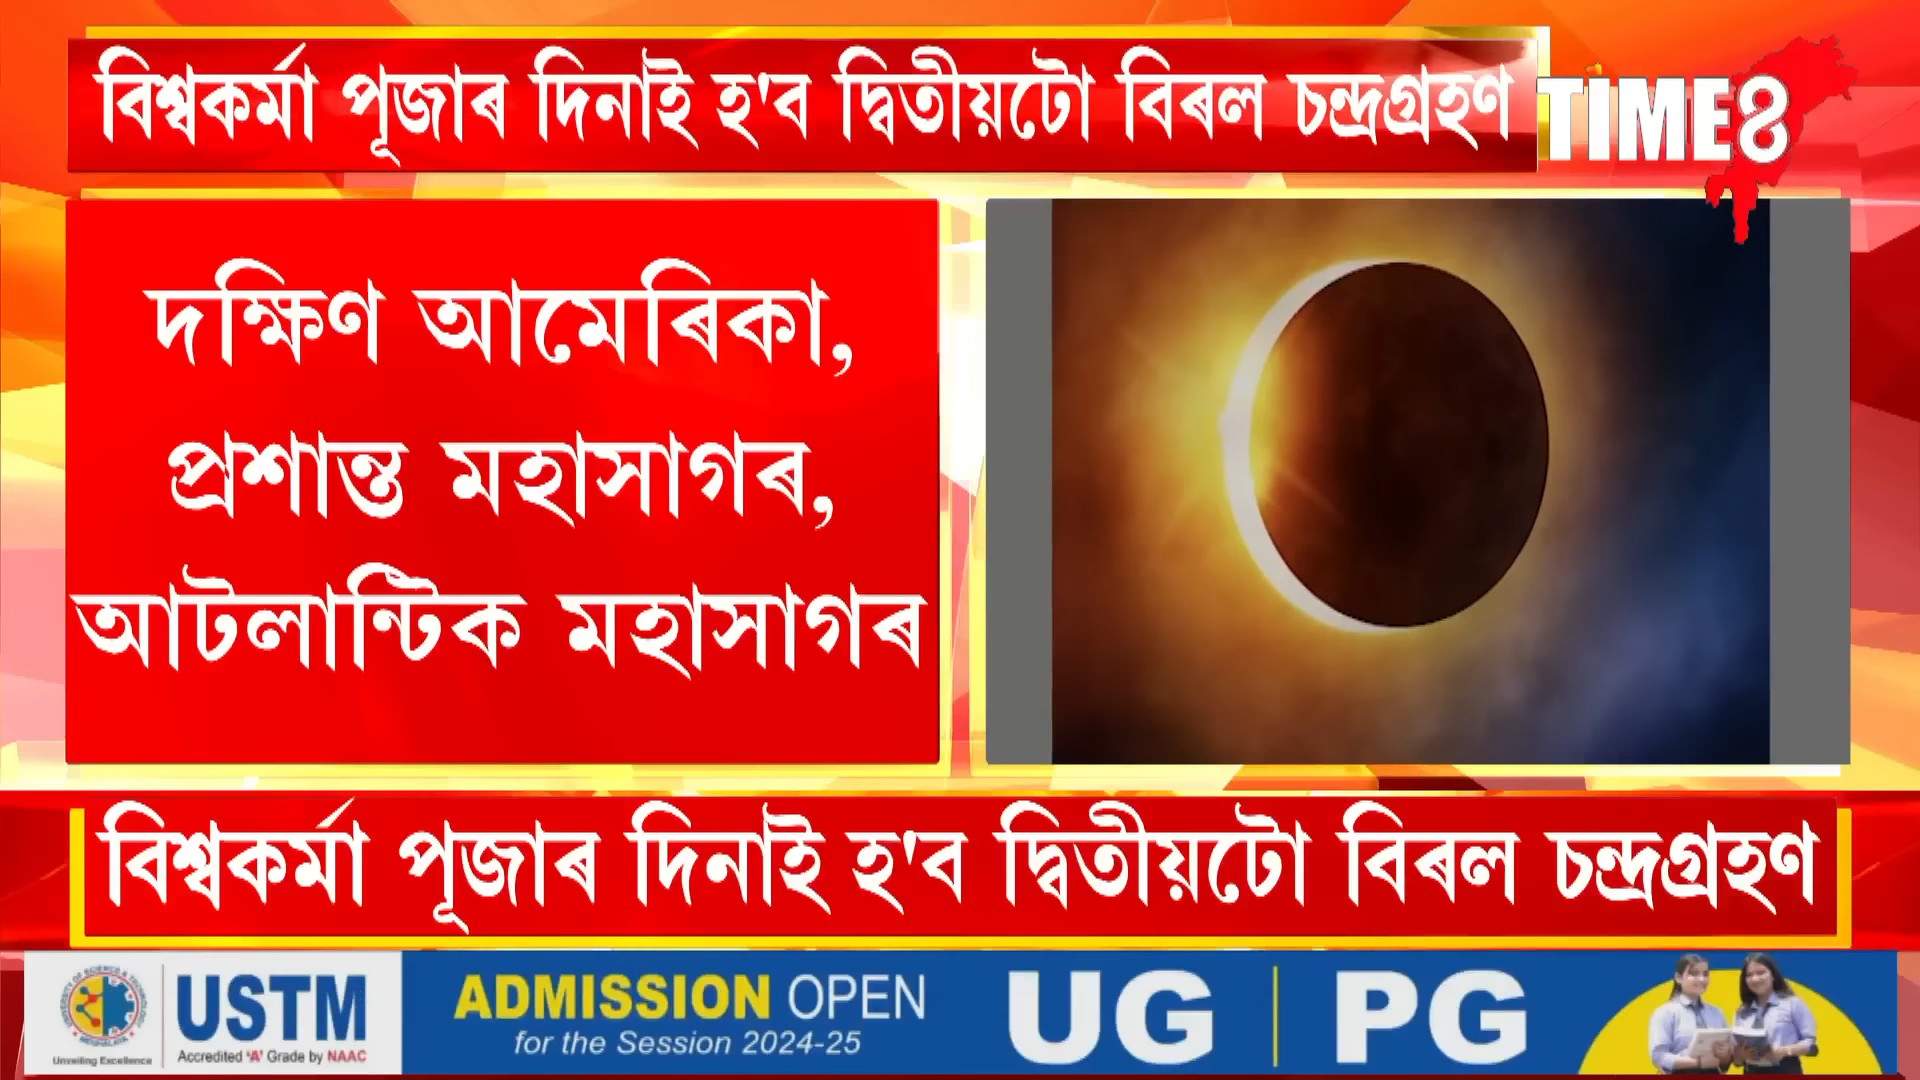 বিশ্বকৰ্মা পূজাৰ দিনাই হ'ব দ্বিতীয়টো বিৰল চন্দ্ৰগ্ৰহণ
TIME8
দক্ষিণ আমেৰিকা,
প্ৰশান্ত মহাসাগৰ,
আটলান্টিক মহাসাগৰ
বিশ্বকৰ্মা পূজাৰ দিনাই হ'ব দ্বিতীয়টো বিৰল চন্দ্ৰগ্ৰহণ
USTM
Accredited 'A' Grade by NAAC
Unveiling Excellence
ADMISSION OPEN
for the Session 2024-25
UG | PG